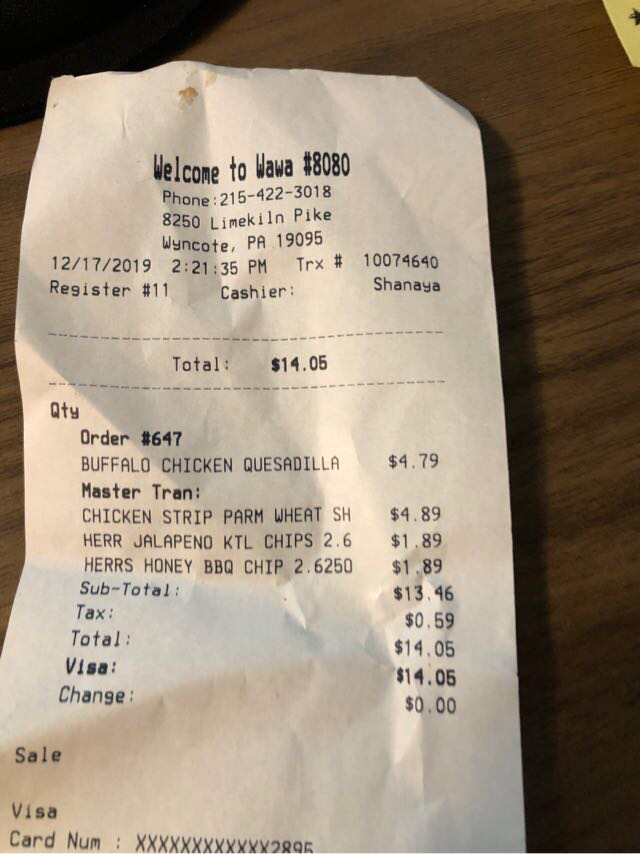 Welcome to Wawa #8080
Phone:215-422-3018
8250 Limekiln Pike
Wyncote, PA 19095
12/17/2019 2:21:35 PM Trx # 10074640
Register #11 Cashier: Shanaya
Total: $14.05
Qty
Order #647
BUFFALO CHICKEN QUESADILLA $4.79
Master Tran:
CHICKEN STRIP PARM WHEAT SH $4.89
HERR JALAPENO KTL CHIPS 2.6 $1.89
HERRS HONEY BBQ CHIP 2.6250 $1.89
Sub-Total: $13.46
Tax: $0.59
Total: $14.05
Visa: $14.05
Change: $0.00
Sale
Visa
Card Num : XXXXXXXXXXXX2895